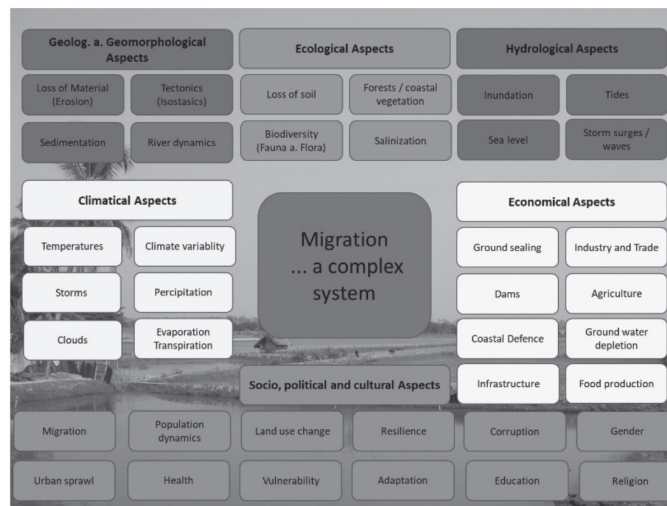 Geolog. a. Geomorphological
Aspects
Ecological Aspects
Hydrological Aspects
Loss of Material
(Erosion)
Tectonics
(Isostasics)
Loss of soil
Forests / coastal
vegetation
Inundation
Tides
Sedimentation
River dynamics
Biodiversity
(Fauna a. Flora)
Salinization
Sea level
Storm surges /
waves
Climatical Aspects
Migration
... a complex
system
Economical Aspects
Temperatures
Climate variablity
Ground sealing
Industry and Trade
Storms
Percipitation
Dams
Agriculture
Clouds
Evaporation
Transpiration
Coastal Defence
Ground water
depletion
Socio, political and cultural Aspects
Infrastructure
Food production
Migration
Population
dynamics
Land use change
Resilience
Corruption
Gender
Urban sprawl
Health
Vulnerability
Adaptation
Education
Religion